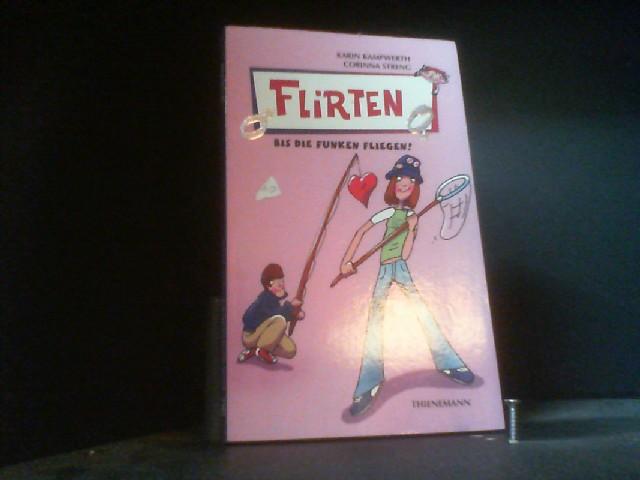 KARIN KAMPWERTH
CORINNA STRENG
FLiRTEN
BIS DIE FUNKEN FLIEGEN!
THIENEMANN